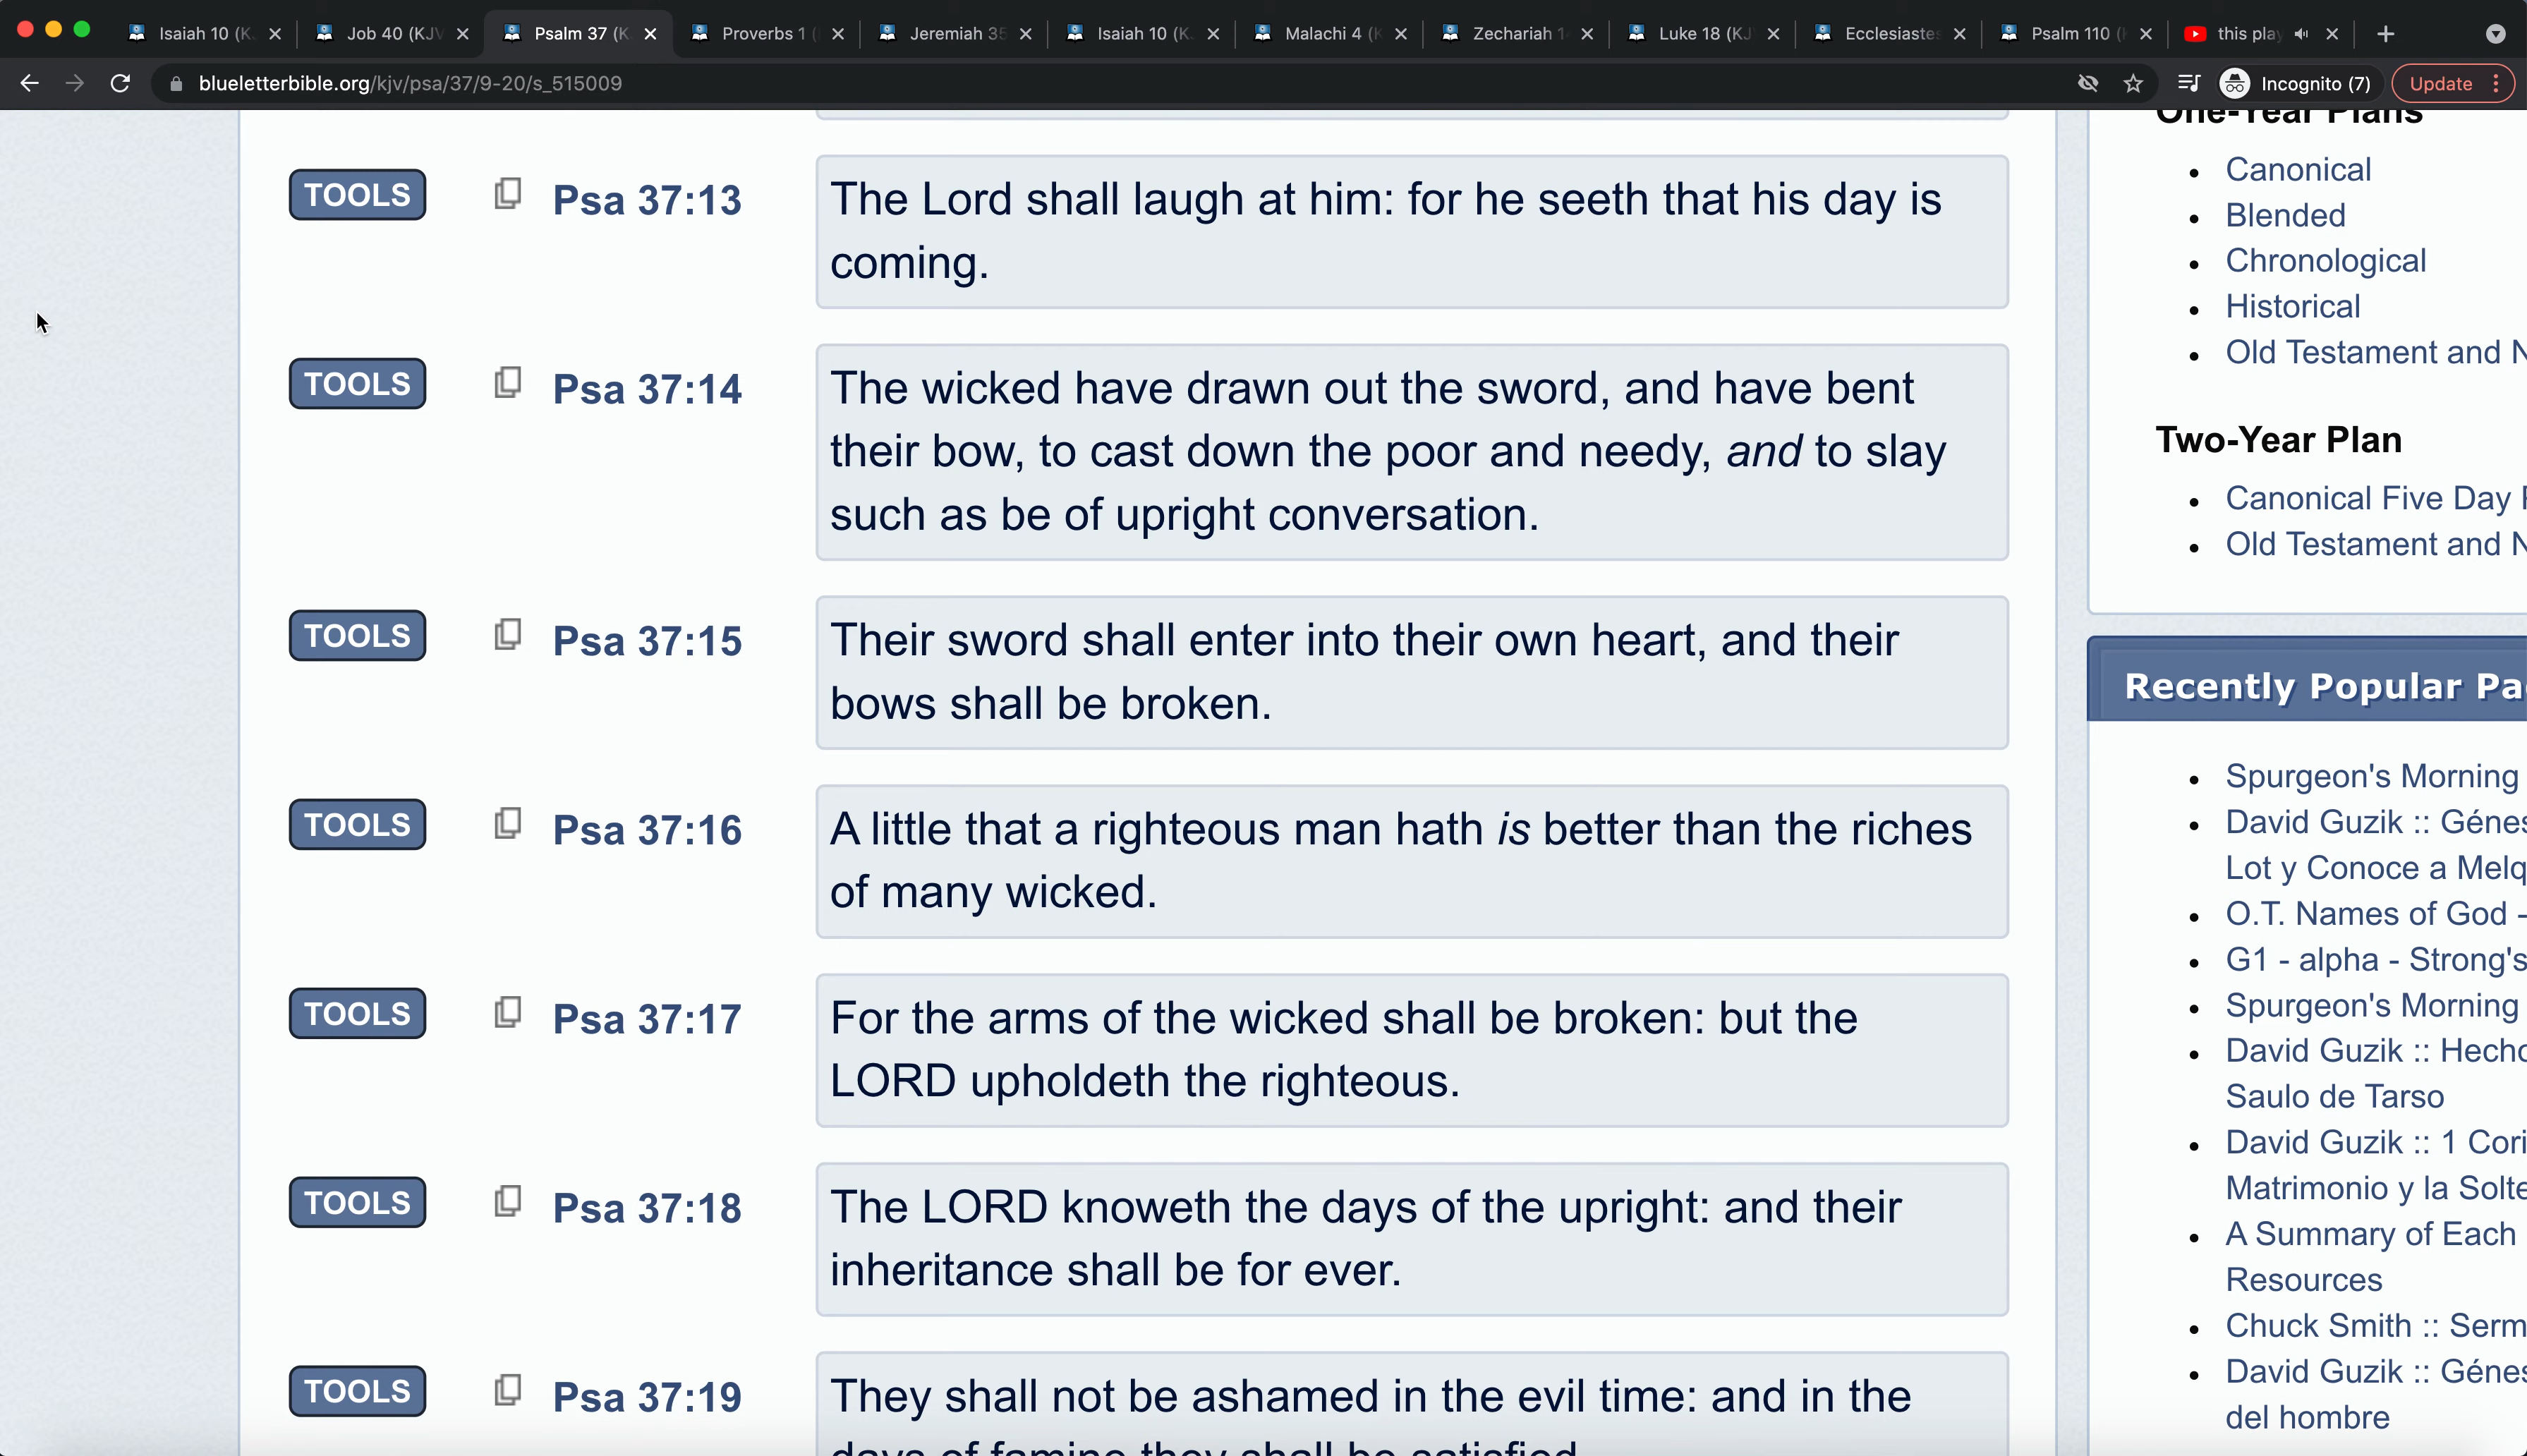 Isaiah 10 (K
Job 40 (KJV
Psalm 37 (K
Proverbs 1 (
Jeremiah 35
Isaiah 10 (K
Malachi 4 (K
Zechariah 1
Luke 18 (KJ
Ecclesiastes
Psalm 110 (
this play
blueletterbible.org/kjv/psa/37/9-20/s_515009
Incognito (7)
Update
TOOLS
Psa 37:13
The Lord shall laugh at him: for he seeth that his day is
coming.
TOOLS
Psa 37:14
The wicked have drawn out the sword, and have bent
their bow, to cast down the poor and needy, and to slay
such as be of upright conversation.
TOOLS
Psa 37:15
Their sword shall enter into their own heart, and their
bows shall be broken.
TOOLS
Psa 37:16
A little that a righteous man hath is better than the riches
of many wicked.
TOOLS
Psa 37:17
For the arms of the wicked shall be broken: but the
LORD upholdeth the righteous.
TOOLS
Psa 37:18
The LORD knoweth the days of the upright: and their
inheritance shall be for ever.
TOOLS
Psa 37:19
They shall not be ashamed in the evil time: and in the
days of famine they shall be satisfied
One-Year Plans
Canonical
Blended
Chronological
Historical
Old Testament and N
Two-Year Plan
Canonical Five Day
Old Testament and N
Recently Popular Pa
Spurgeon's Morning
David Guzik :: Génes
Lot y Conoce a Melq
O.T. Names of God -
G1 - alpha - Strong's
Spurgeon's Morning
David Guzik :: Hecho
Saulo de Tarso
David Guzik :: 1 Cori
Matrimonio y la Solte
A Summary of Each
Resources
Chuck Smith :: Serm
David Guzik :: Génes
del hombre